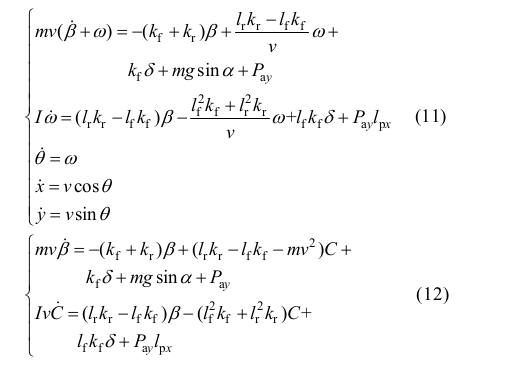 mv(β̇ + ω) = −(k_f + k_r)β + (l_r k_r − l_f k_f)/v ω +
k_f δ + mg sin α + P_ay
Iω̇ = (l_r k_r − l_f k_f)β − (l_f² k_f + l_r² k_r)/v ω + l_f k_f δ + P_ay l_px (11)
θ̇ = ω
ẋ = v cos θ
ẏ = v sin θ
mvβ̇ = −(k_f + k_r)β + (l_r k_r − l_f k_f − mv²)C +
k_f δ + mg sin α + P_ay
(12)
IvĊ = (l_r k_r − l_f k_f)β − (l_f² k_f + l_r² k_r)C +
l_f k_f δ + P_ay l_px